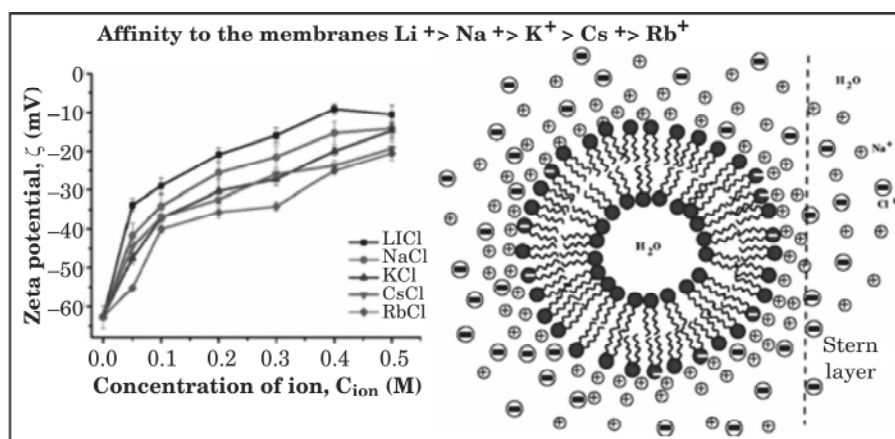 Affinity to the membranes Li +> Na +> K+ > Cs +> Rb+
Zeta potential, ζ (mV)
0
−10
−20
−30
−40
−50
−60
LICl
NaCl
KCl
CsCl
RbCl
0.0 0.1 0.2 0.3 0.4 0.5
Concentration of ion, Cion (M)
H2O
H2O
Na+
Cl
Stern
layer